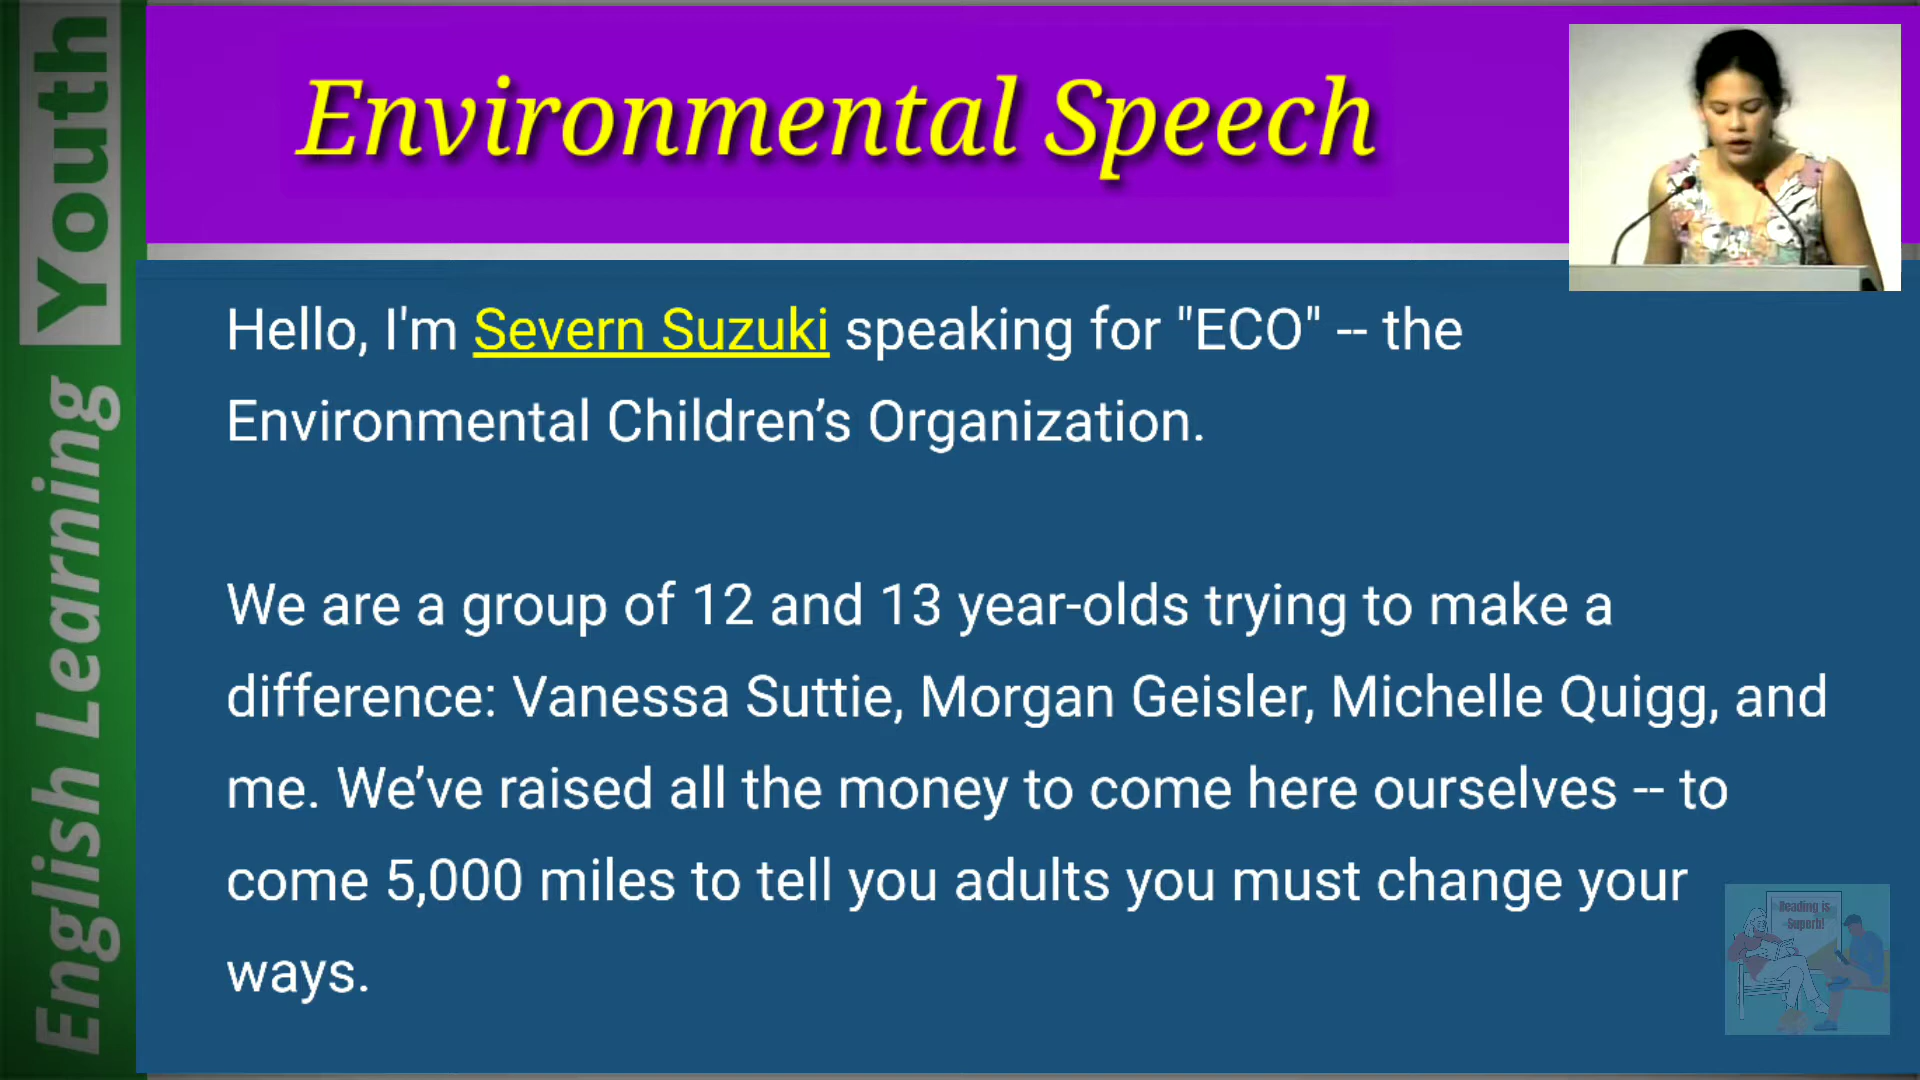 English Learning Youth
Environmental Speech
Hello, I'm Severn Suzuki speaking for "ECO" -- the
Environmental Children’s Organization.
We are a group of 12 and 13 year-olds trying to make a
difference: Vanessa Suttie, Morgan Geisler, Michelle Quigg, and
me. We’ve raised all the money to come here ourselves -- to
come 5,000 miles to tell you adults you must change your
ways.
Reading is
Superb!